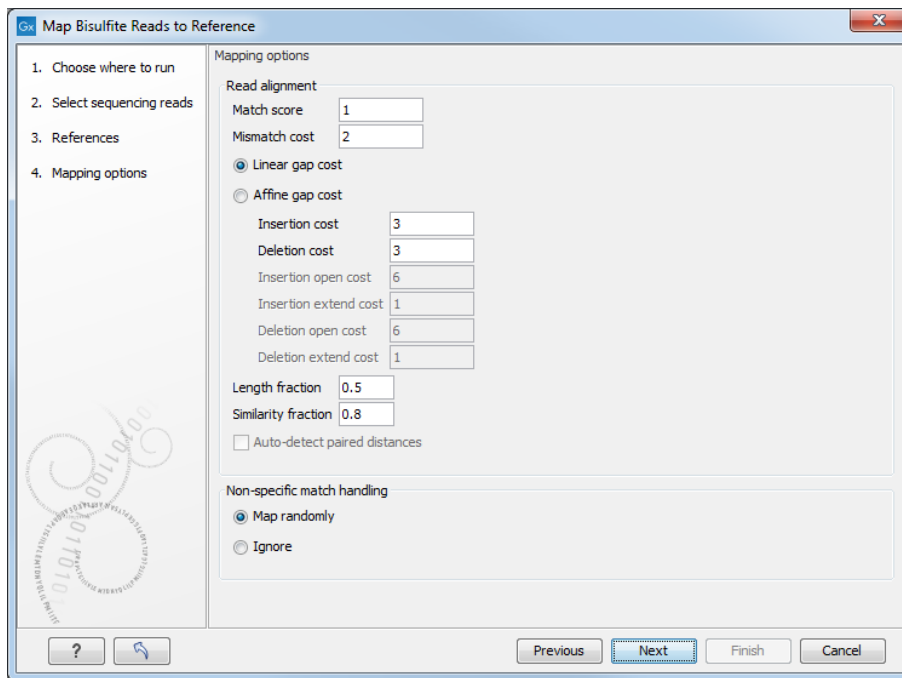 Gx Map Bisulfite Reads to Reference
1. Choose where to run
2. Select sequencing reads
3. References
4. Mapping options
Mapping options
Read alignment
Match score 1
Mismatch cost 2
Linear gap cost
Affine gap cost
Insertion cost 3
Deletion cost 3
Insertion open cost 6
Insertion extend cost 1
Deletion open cost 6
Deletion extend cost 1
Length fraction 0.5
Similarity fraction 0.8
Auto-detect paired distances
Non-specific match handling
Map randomly
Ignore
? Previous Next Finish Cancel